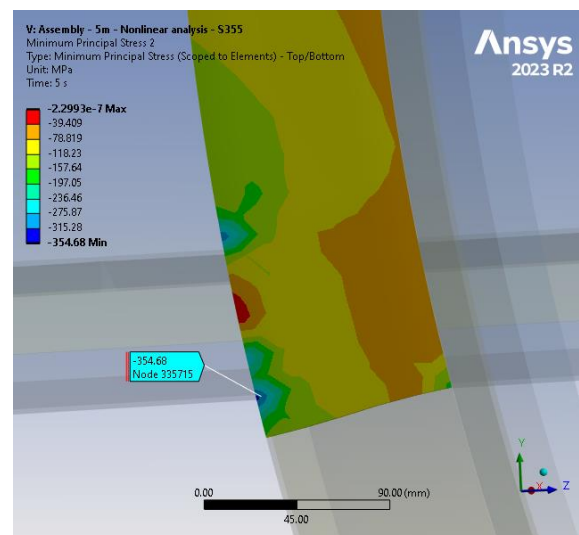 V: Assembly - 5m - Nonlinear analysis - S355
Minimum Principal Stress 2
Type: Minimum Principal Stress (Scoped to Elements) - Top/Bottom
Unit: MPa
Time: 5 s
Ansys
2023 R2
-2.2993e-7 Max
-39.409
-78.819
-118.23
-157.64
-197.05
-236.46
-275.87
-315.28
-354.68 Min
-354.68
Node 335715
Y
X
Z
0.00
90.00 (mm)
45.00